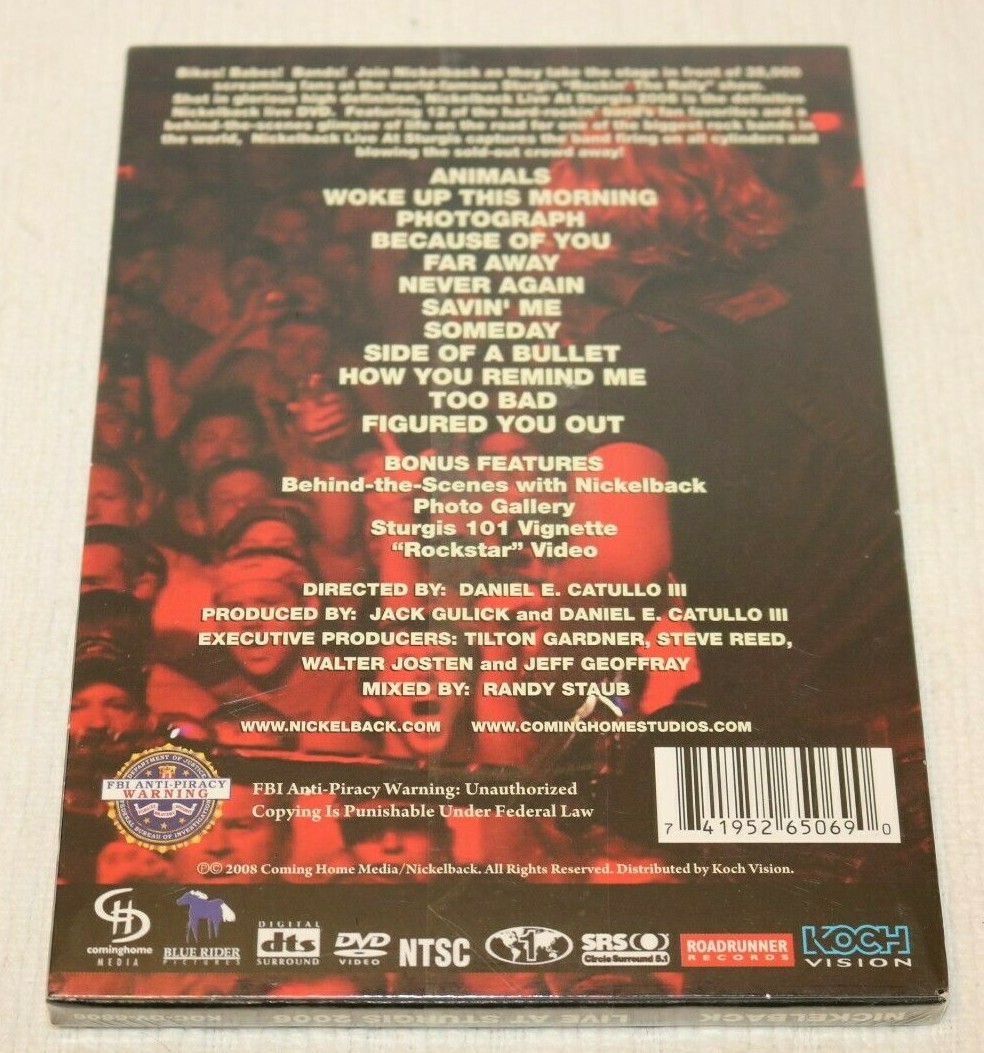 Bikes! Babes! Bands! Join Nickelback as they take the stage in front of 35,000
screaming fans at the world-famous Sturgis "Rockin' The Rally" show.
Shot in glorious high definition, Nickelback Live At Sturgis 2006 is the definitive
Nickelback live DVD. Featuring 12 of the hard-rockin' band's fan favorites and a
behind-the-scenes glimpse of life on the road for one of the biggest rock bands in
the world, Nickelback Live At Sturgis captures the band firing on all cylinders and
blowing the sold-out crowd away!
ANIMALS
WOKE UP THIS MORNING
PHOTOGRAPH
BECAUSE OF YOU
FAR AWAY
NEVER AGAIN
SAVIN' ME
SOMEDAY
SIDE OF A BULLET
HOW YOU REMIND ME
TOO BAD
FIGURED YOU OUT
BONUS FEATURES
Behind-the-Scenes with Nickelback
Photo Gallery
Sturgis 101 Vignette
"Rockstar" Video
DIRECTED BY: DANIEL E. CATULLO III
PRODUCED BY: JACK GULICK and DANIEL E. CATULLO III
EXECUTIVE PRODUCERS: TILTON GARDNER, STEVE REED,
WALTER JOSTEN and JEFF GEOFFRAY
MIXED BY: RANDY STAUB
WWW.NICKELBACK.COM WWW.COMINGHOMESTUDIOS.COM
DEPARTMENT OF JUSTICE
FBI ANTI-PIRACY
WARNING
FEDERAL BUREAU OF INVESTIGATION
FBI Anti-Piracy Warning: Unauthorized
Copying Is Punishable Under Federal Law
7 41952 65069 0
℗© 2008 Coming Home Media/Nickelback. All Rights Reserved. Distributed by Koch Vision.
CH
cominghome
MEDIA
BLUE RIDER
PICTURES
DIGITAL
dts
SURROUND
DVD
VIDEO
NTSC
1
SRS
Circle Surround 5.1
ROADRUNNER
RECORDS
KOCH
VISION
NICKELBACK LIVE AT STURGIS 2006